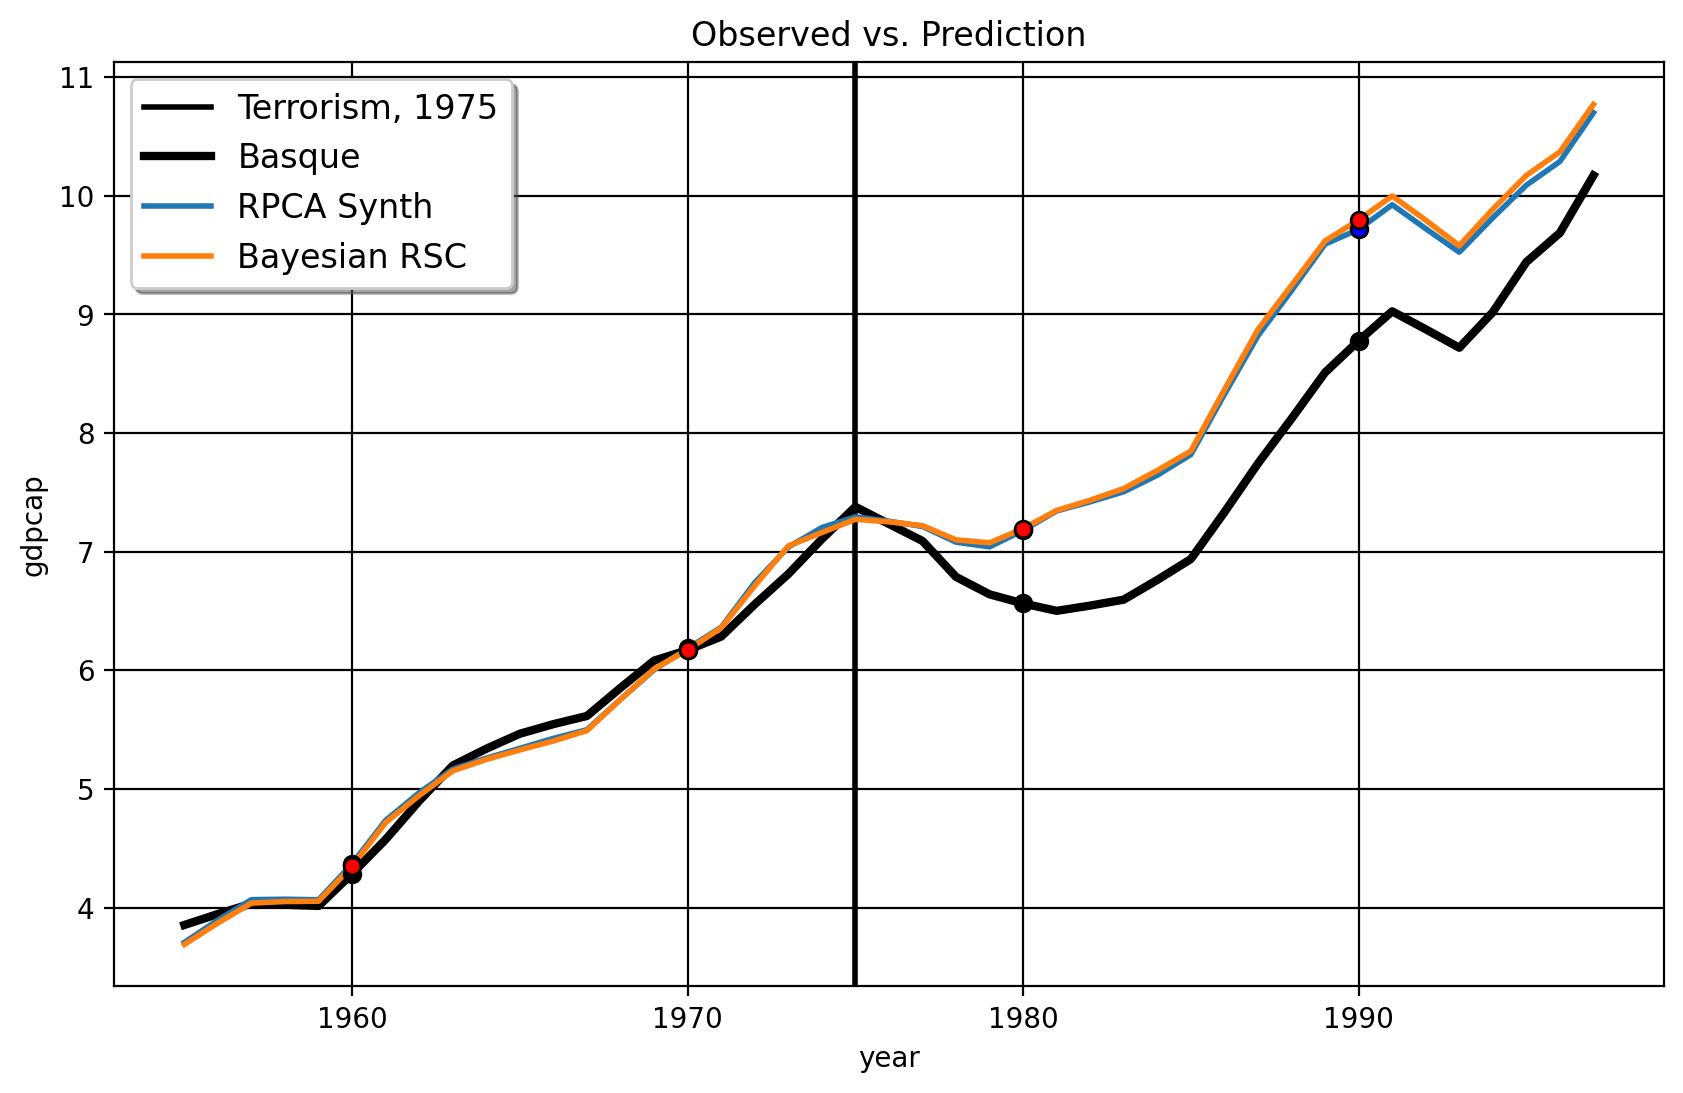 Observed vs. Prediction
Terrorism, 1975
Basque
RPCA Synth
Bayesian RSC
11
10
9
8
7
6
5
4
gdpcap
1960
1970
1980
1990
year